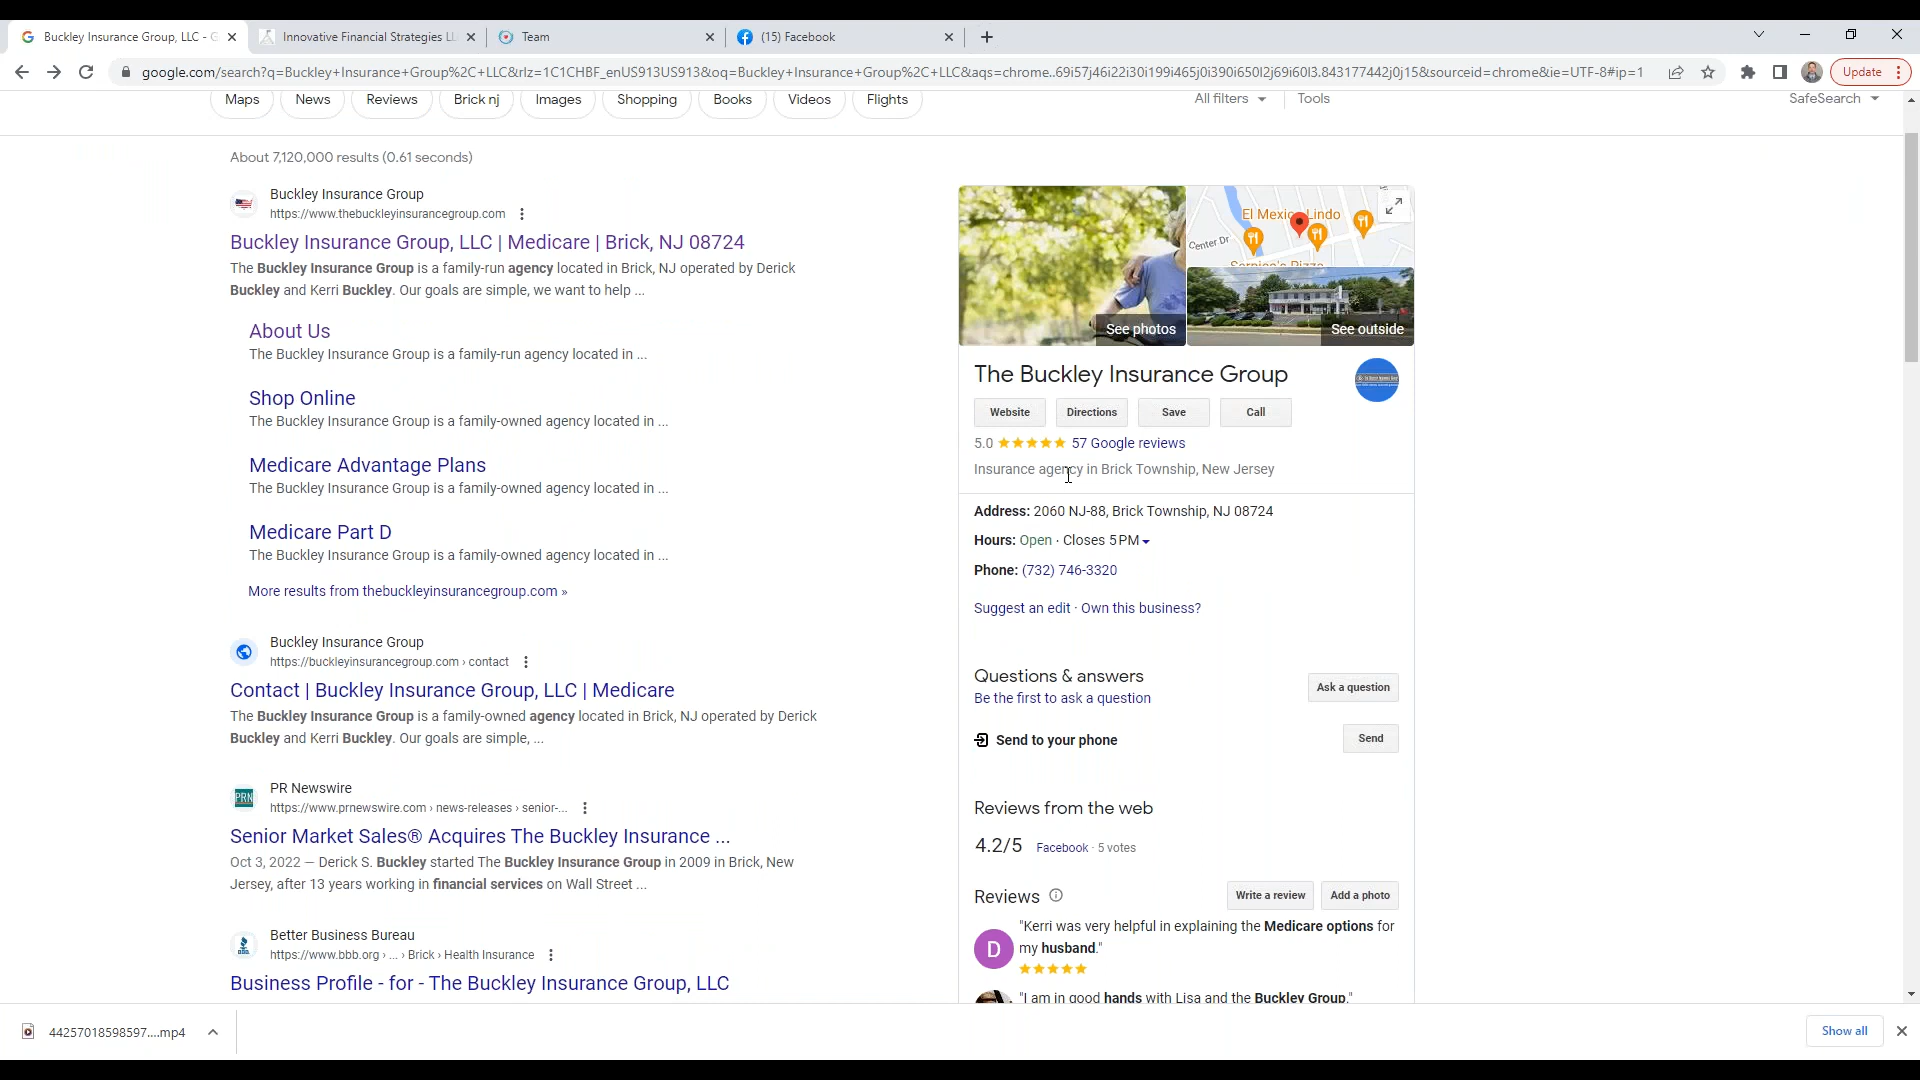 Buckley Insurance Group, LLC - G
Innovative Financial Strategies LL
Team
(15) Facebook
google.com/search?q=Buckley+Insurance+Group%2C+LLC&rlz=1C1CHBF_enUS913US913&oq=Buckley+Insurance+Group%2C+LLC&aqs=chrome..69i57j46i22i30i199i465j0i390i650l2j69i60l3.843177442j0j15&sourceid=chrome&ie=UTF-8#ip=1
Update
Maps
News
Reviews
Brick nj
Images
Shopping
Books
Videos
Flights
All filters
Tools
SafeSearch
About 7,120,000 results (0.61 seconds)
Buckley Insurance Group
https://www.thebuckleyinsurancegroup.com
Buckley Insurance Group, LLC | Medicare | Brick, NJ 08724
The Buckley Insurance Group is a family-run agency located in Brick, NJ operated by Derick
Buckley and Kerri Buckley. Our goals are simple, we want to help ...
About Us
The Buckley Insurance Group is a family-run agency located in ...
Shop Online
The Buckley Insurance Group is a family-owned agency located in ...
Medicare Advantage Plans
The Buckley Insurance Group is a family-owned agency located in ...
Medicare Part D
The Buckley Insurance Group is a family-owned agency located in ...
More results from thebuckleyinsurancegroup.com »
Buckley Insurance Group
https://buckleyinsurancegroup.com › contact
Contact | Buckley Insurance Group, LLC | Medicare
The Buckley Insurance Group is a family-owned agency located in Brick, NJ operated by Derick
Buckley and Kerri Buckley. Our goals are simple, ...
PRN
PR Newswire
https://www.prnewswire.com › news-releases › senior-...
Senior Market Sales® Acquires The Buckley Insurance ...
Oct 3, 2022 — Derick S. Buckley started The Buckley Insurance Group in 2009 in Brick, New
Jersey, after 13 years working in financial services on Wall Street ...
Better Business Bureau
https://www.bbb.org › ... › Brick › Health Insurance
Business Profile - for - The Buckley Insurance Group, LLC
El Mexico Lindo
Center Dr
See photos
See outside
The Buckley Insurance Group
Website
Directions
Save
Call
5.0
57 Google reviews
Insurance agency in Brick Township, New Jersey
Address: 2060 NJ-88, Brick Township, NJ 08724
Hours: Open · Closes 5 PM
Phone: (732) 746-3320
Suggest an edit · Own this business?
Questions & answers
Be the first to ask a question
Ask a question
Send to your phone
Send
Reviews from the web
4.2/5
Facebook · 5 votes
Reviews
Write a review
Add a photo
D
"Kerri was very helpful in explaining the Medicare options for
my husband."
"I am in good hands with Lisa and the Buckley Group."
44257018598597....mp4
Show all